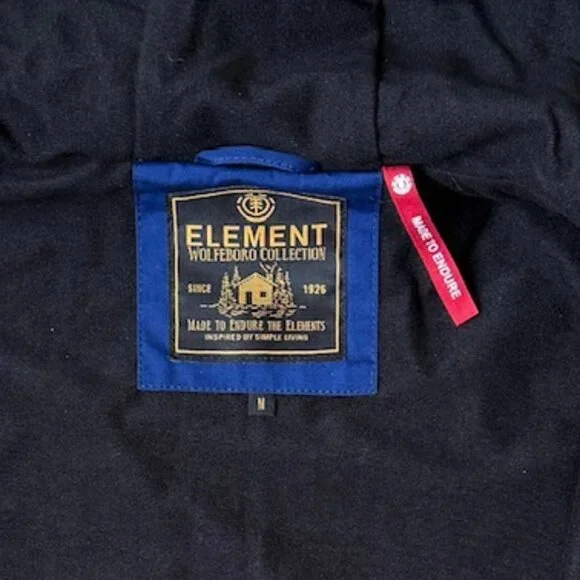 ELEMENT
WOLFEBORO COLLECTION
SINCE 1926
MADE TO ENDURE THE ELEMENTS
INSPIRED BY SIMPLE LIVING
M
MADE TO ENDURE